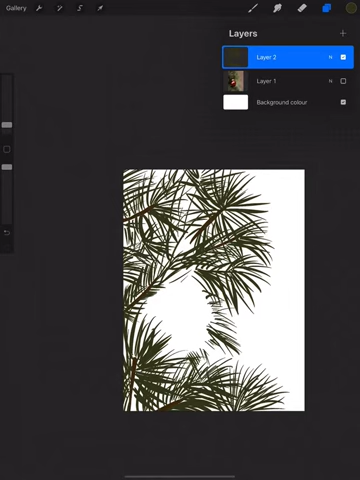 Gallery
Layers
Layer 2
N
Layer 1
N
Background colour